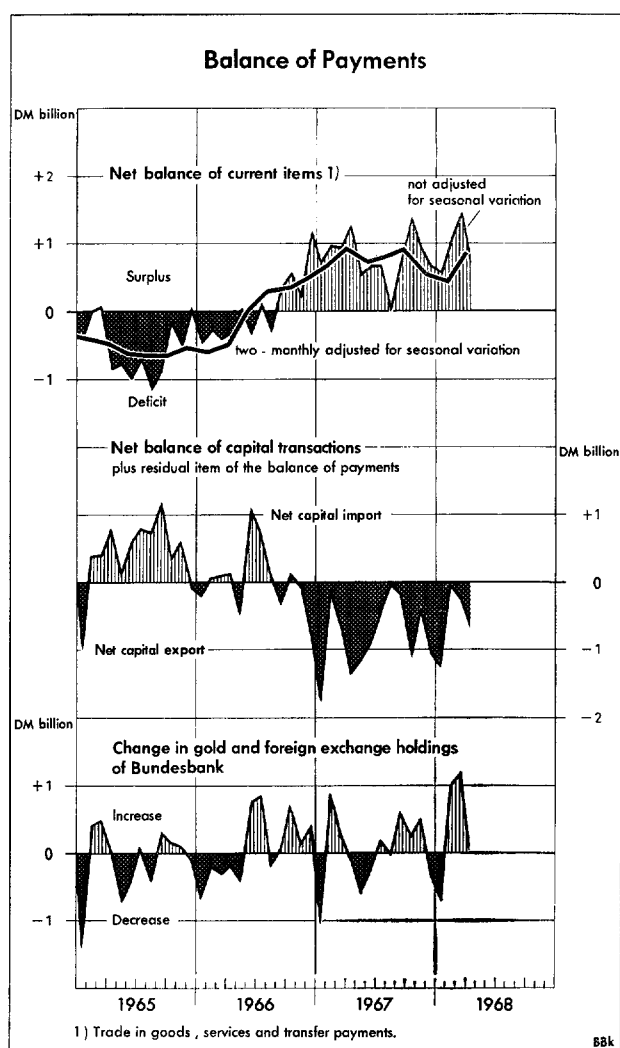 Balance of Payments
DM billion
+2
Net balance of current items 1)
not adjusted
for seasonal variation
+1
Surplus
0
two - monthly adjusted for seasonal variation
−1
Deficit
Net balance of capital transactions
plus residual item of the balance of payments
DM billion
Net capital import
+1
0
Net capital export
−1
DM billion
−2
Change in gold and foreign exchange holdings
of Bundesbank
+1
Increase
0
−1
Decrease
1965 1966 1967 1968
1) Trade in goods , services and transfer payments.
BBk